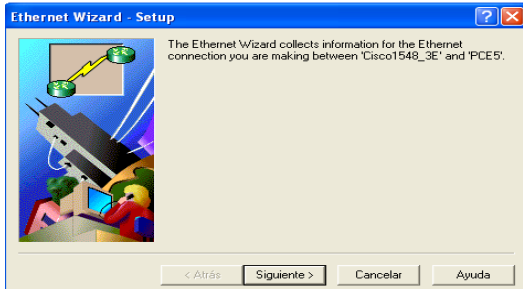 Ethernet Wizard - Setup
The Ethernet Wizard collects information for the Ethernet
connection you are making between 'Cisco1548_3E' and 'PCE5'.
< Atrás
Siguiente >
Cancelar
Ayuda